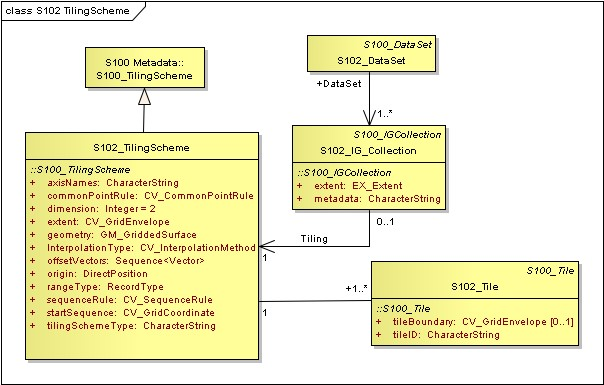 class S102 TilingScheme
S100 Metadata::
S100_TilingScheme
S100_DataSet
S102_DataSet
+DataSet
1..*
S100_IGCollection
S102_IG_Collection
::S100_IGCollection
+ extent: EX_Extent
+ metadata: CharacterString
0..1
Tiling
1
S102_TilingScheme
::S100_TilingScheme
+ axisNames: CharacterString
+ commonPointRule: CV_CommonPointRule
+ dimension: Integer = 2
+ extent: CV_GridEnvelope
+ geometry: GM_GriddedSurface
+ InterpolationType: CV_InterpolationMethod
+ offsetVectors: Sequence<Vector>
+ origin: DirectPosition
+ rangeType: RecordType
+ sequenceRule: CV_SequenceRule
+ startSequence: CV_GridCoordinate
+ tilingSchemeType: CharacterString
1
+1..*
S100_Tile
S102_Tile
::S100_Tile
+ tileBoundary: CV_GridEnvelope [0..1]
+ tileID: CharacterString